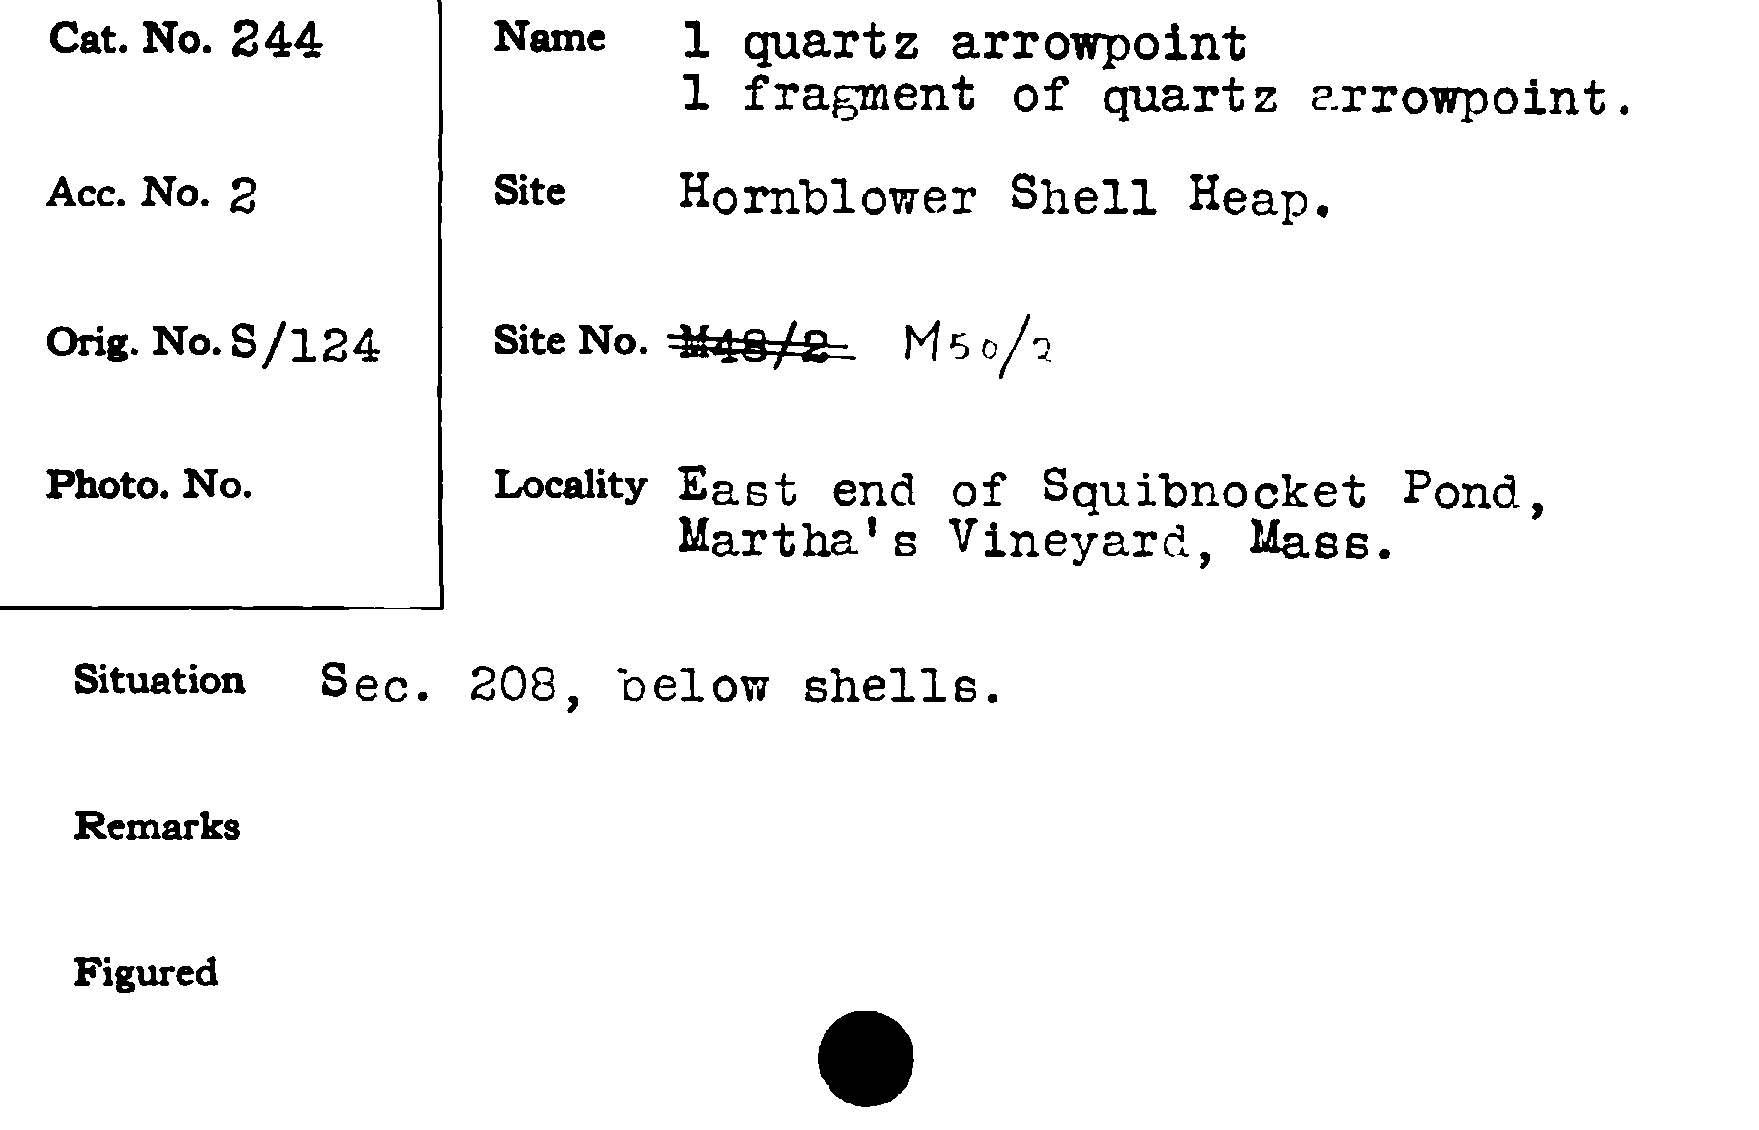 Cat. No. 244
Name 1 quartz arrowpoint
1 fragment of quartz arrowpoint.
Acc. No. 2
Site Hornblower Shell Heap.
Orig. No. S/124
Site No. M48/2 M50/2
Photo. No.
Locality East end of Squibnocket Pond,
Martha's Vineyard, Mass.
Situation Sec. 208, below shells.
Remarks
Figured